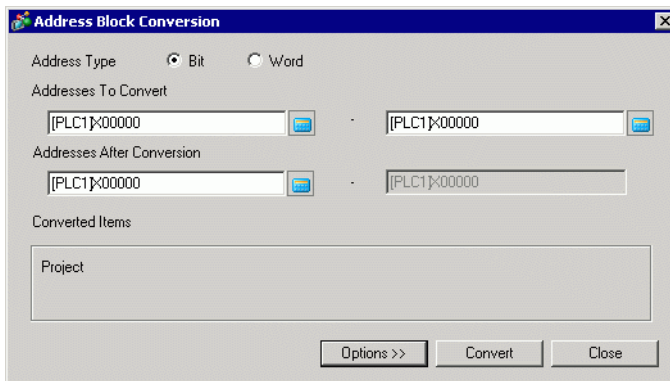 Address Block Conversion
Address Type Bit Word
Addresses To Convert
[PLC1]X00000 - [PLC1]X00000
Addresses After Conversion
[PLC1]X00000 - [PLC1]X00000
Converted Items
Project
Options >> Convert Close